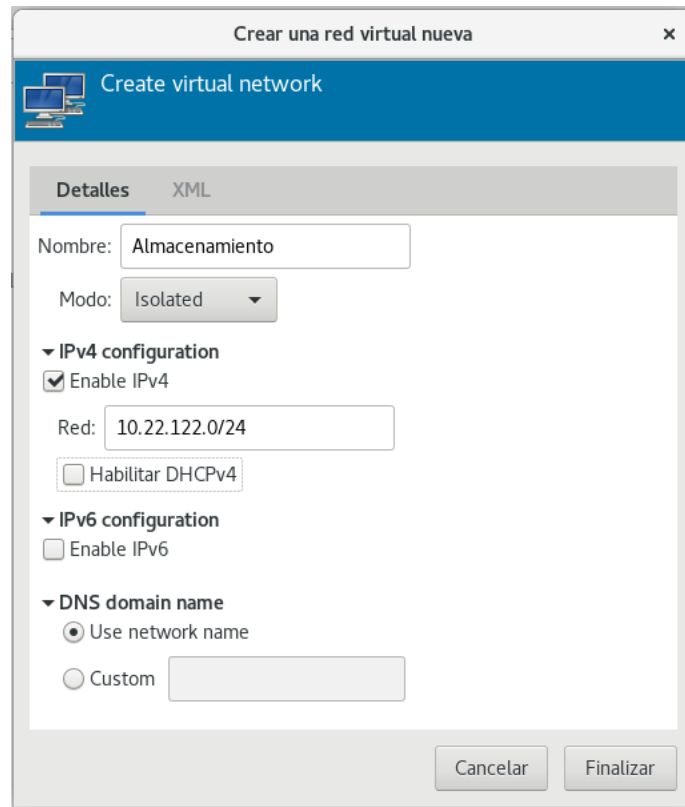 Crear una red virtual nueva
Create virtual network
Detalles XML
Nombre: Almacenamiento
Modo: Isolated
IPv4 configuration
Enable IPv4
Red: 10.22.122.0/24
Habilitar DHCPv4
IPv6 configuration
Enable IPv6
DNS domain name
Use network name
Custom
Cancelar Finalizar